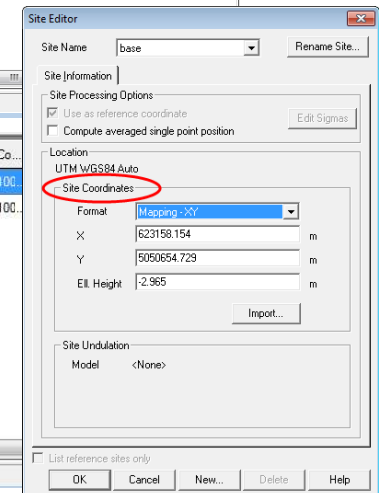 Site Editor
Site Name base Rename Site...
Site Information
Site Processing Options
Use as reference coordinate Edit Sigmas
Compute averaged single point position
Location
UTM WGS84 Auto
Site Coordinates
Format Mapping - XY
X 623158.154 m
Y 5050654.729 m
Ell. Height -2.965 m
Import...
Site Undulation
Model <None>
List reference sites only
OK Cancel New... Delete Help